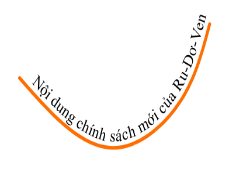 Nội dung chính sách mới của Ru-Dơ-Ven